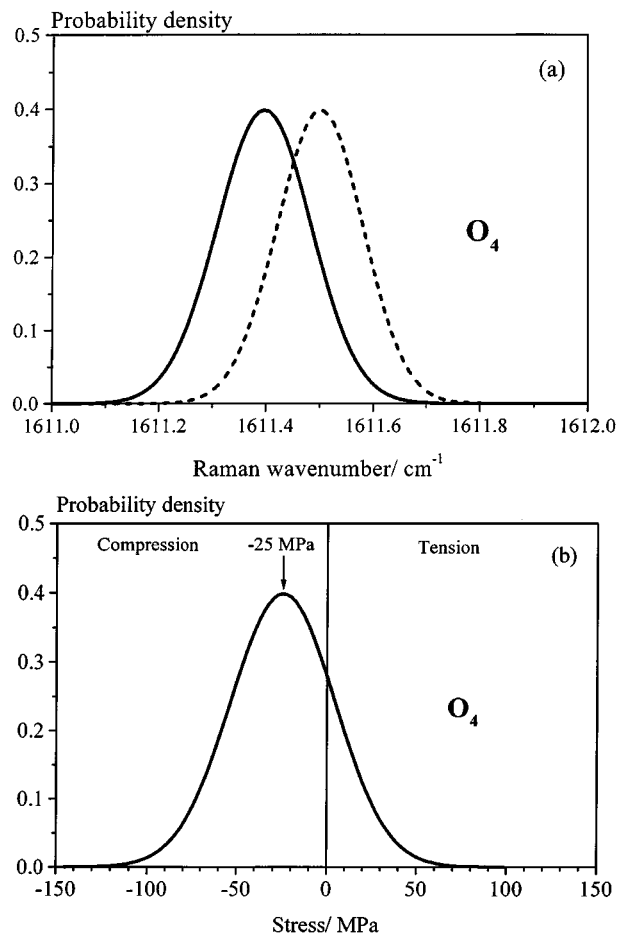 Probability density
0.5
(a)
0.4
0.3
O4
0.2
0.1
0.0
1611.0 1611.2 1611.4 1611.6 1611.8 1612.0
Raman wavenumber/ cm-1
Probability density
0.5
Compression -25 MPa Tension (b)
0.4
0.3
O4
0.2
0.1
0.0
-150 -100 -50 0 50 100 150
Stress/ MPa